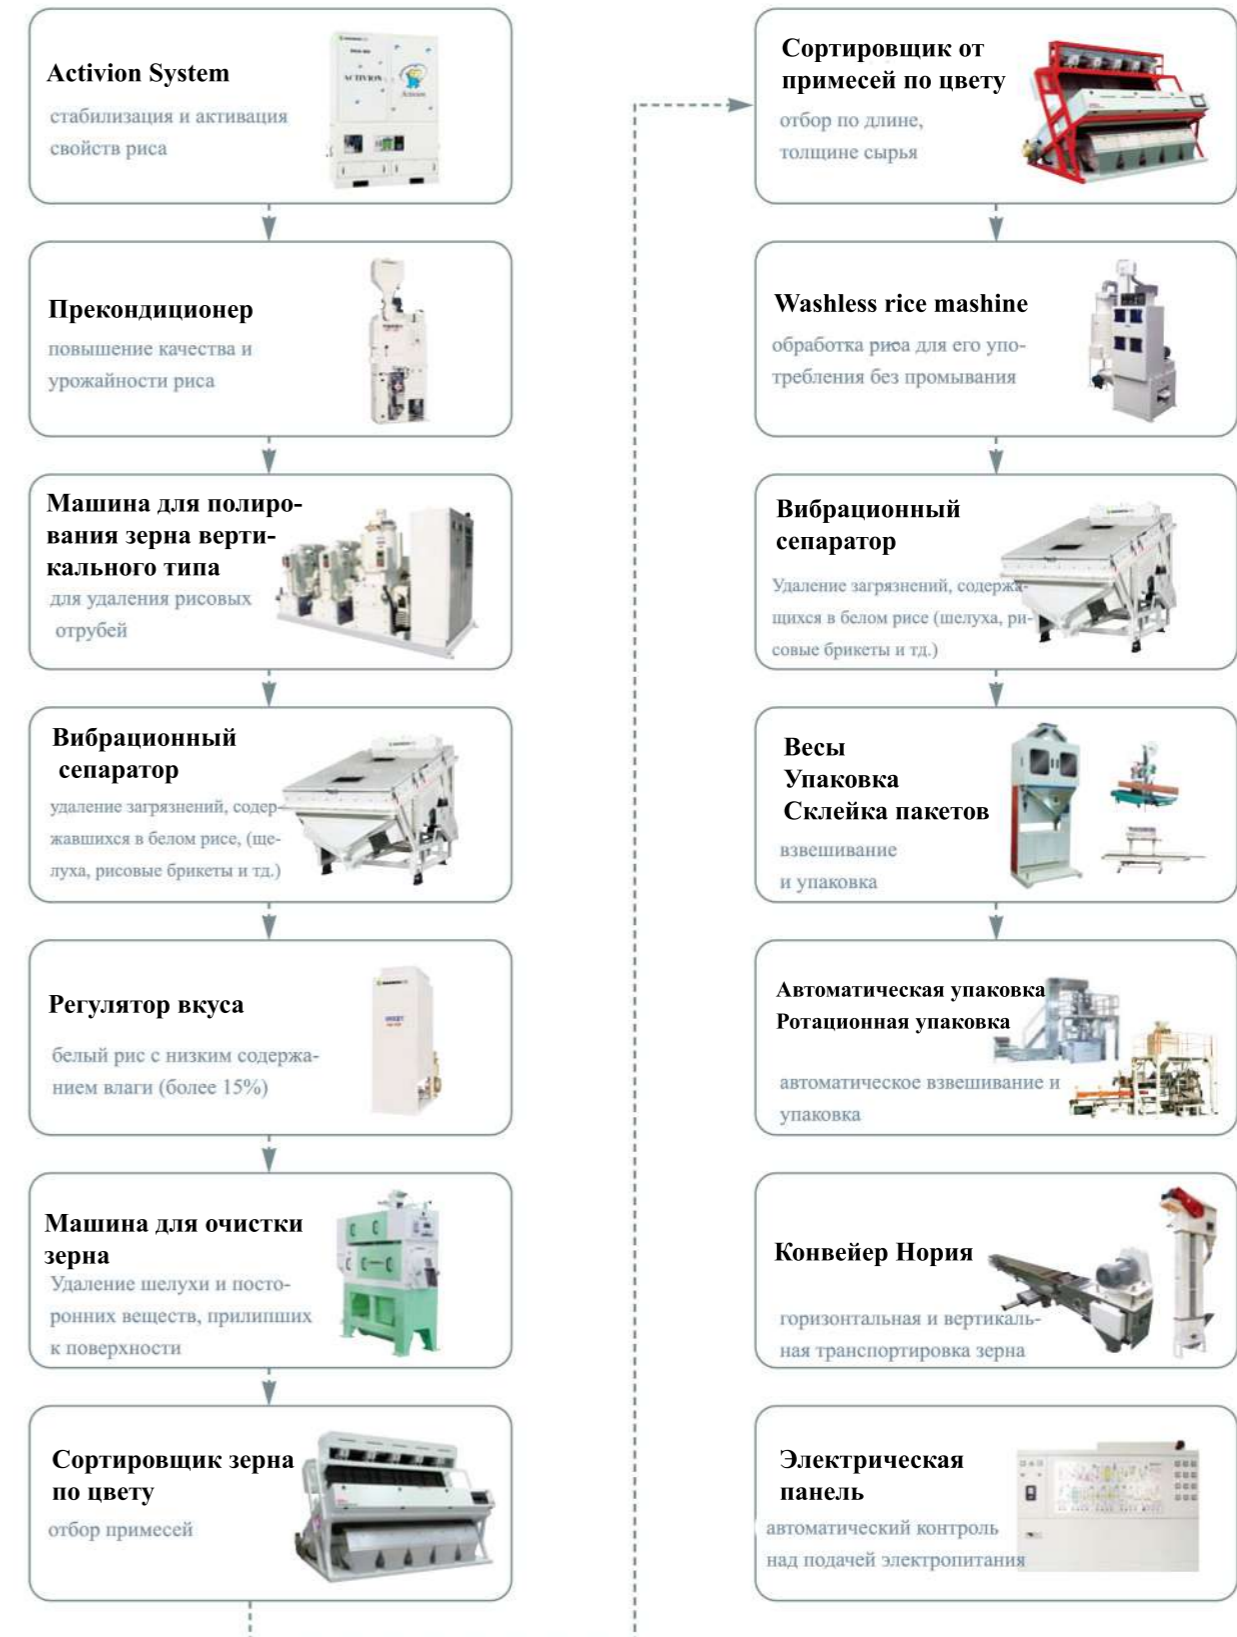 Activion System
стабилизация и активация
свойств риса
ACTIVION
Прекондиционер
повышение качества и
урожайности риса
Машина для полиро-
вания зерна верти-
кального типа
для удаления рисовых
отрубей
Вибрационный
сепаратор
удаление загрязнений, содер-
жавшихся в белом рисе, (ще-
луха, рисовые брикеты и тд.)
Регулятор вкуса
белый рис с низким содержа-
нием влаги (более 15%)
Машина для очистки
зерна
Удаление шелухи и посто-
ронних веществ, прилипших
к поверхности
Сортировщик зерна
по цвету
отбор примесей
Сортировщик от
примесей по цвету
отбор по длине,
толщине сырья
Washless rice mashine
обработка риса для его упо-
требления без промывания
Вибрационный
сепаратор
Удаление загрязнений, содержа-
щихся в белом рисе (шелуха, ри-
совые брикеты и тд.)
Весы
Упаковка
Склейка пакетов
взвешивание
и упаковка
Автоматическая упаковка
Ротационная упаковка
автоматическое взвешивание и
упаковка
Конвейер Нория
горизонтальная и вертикаль-
ная транспортировка зерна
Электрическая
панель
автоматический контроль
над подачей электропитания